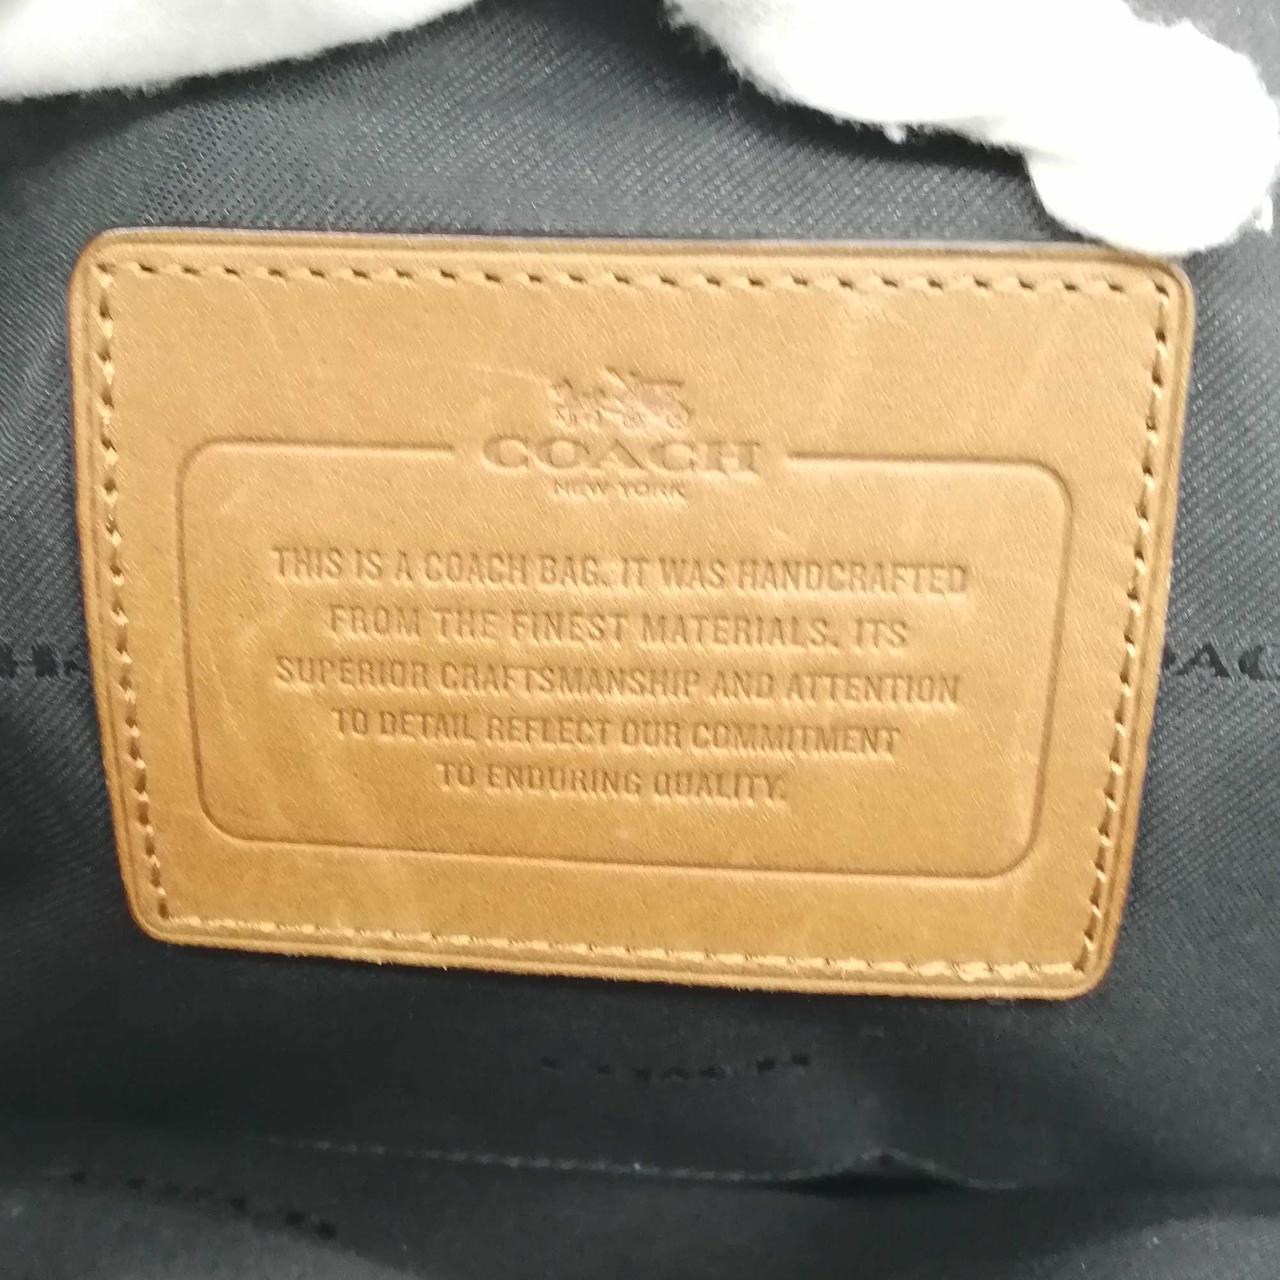 COACH
NEW YORK
THIS IS A COACH BAG. IT WAS HANDCRAFTED
FROM THE FINEST MATERIALS. ITS
SUPERIOR CRAFTSMANSHIP AND ATTENTION
TO DETAIL REFLECT OUR COMMITMENT
TO ENDURING QUALITY.